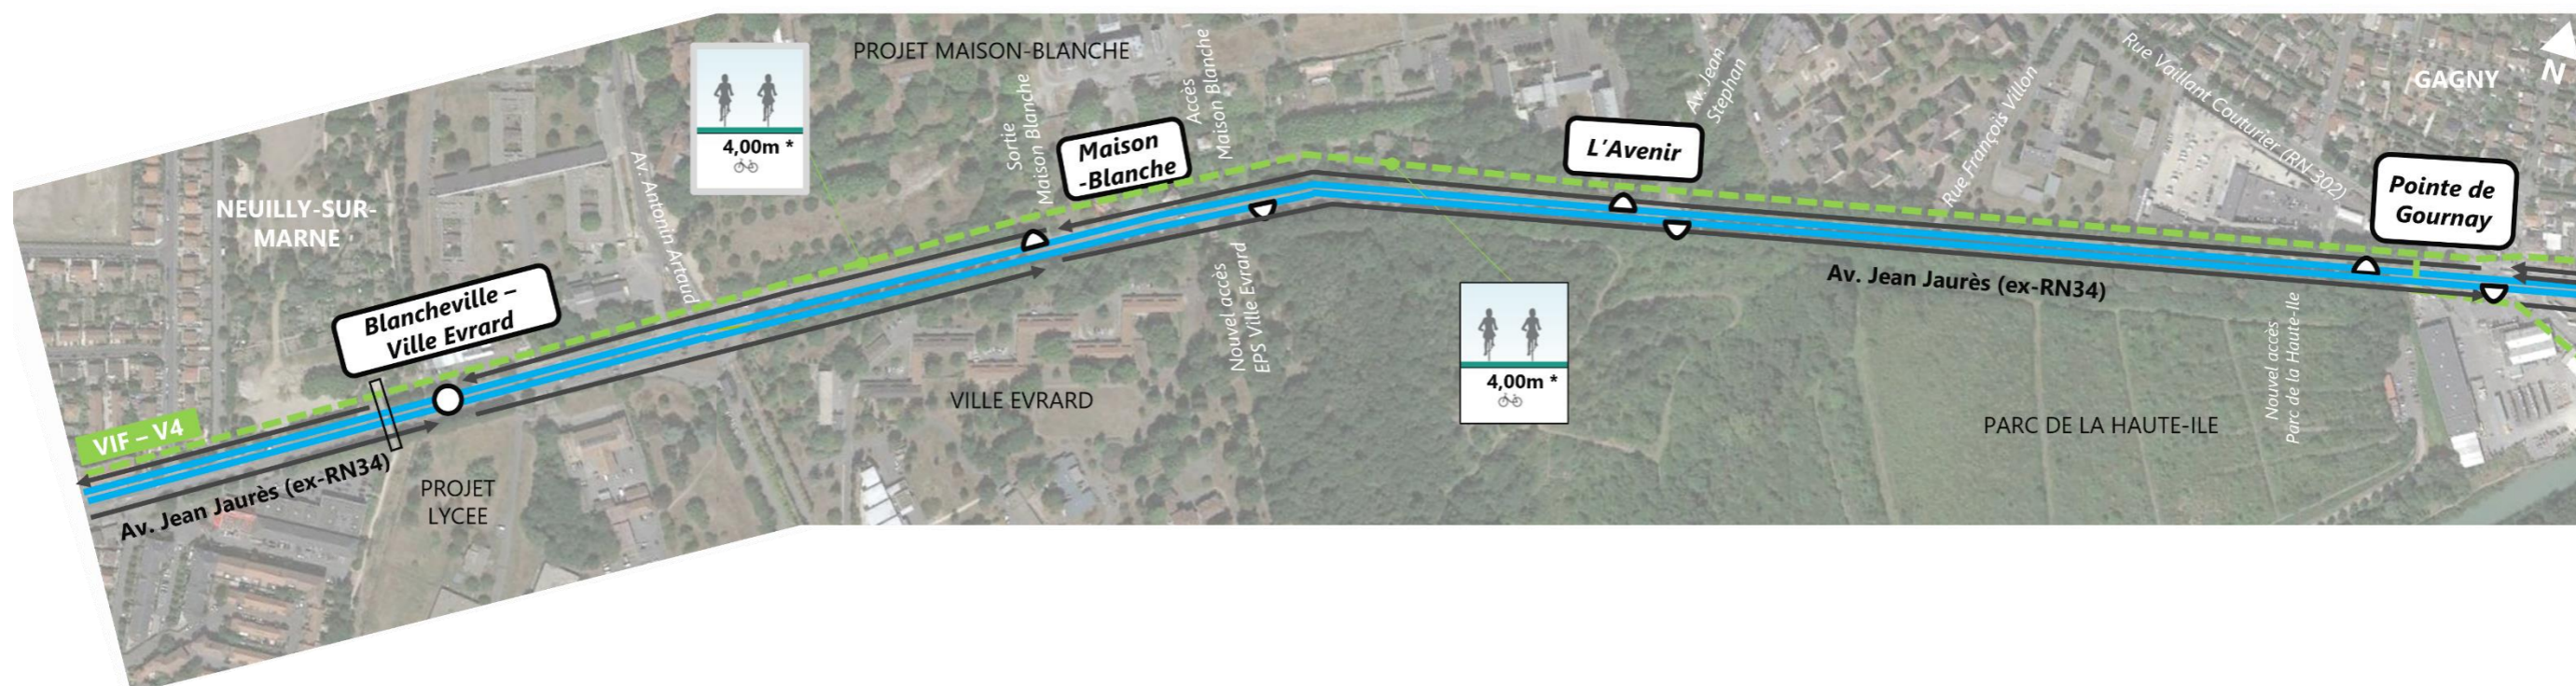 PROJET MAISON-BLANCHE
4,00m *
NEUILLY-SUR-
MARNE
Av. Antonin Artaud
Sortie
Maison Blanche
Maison
-Blanche
Accès
Maison Blanche
L'Avenir
Av. Jean
Stephan
Rue François Villon
Rue Vaillant Couturier (RN 302)
GAGNY
N
Pointe de
Gournay
Blancheville –
Ville Evrard
VIF – V4
Av. Jean Jaurès (ex-RN34)
PROJET
LYCEE
VILLE EVRARD
Nouvel accès
EPS Ville Evrard
4,00m *
Av. Jean Jaurès (ex-RN34)
PARC DE LA HAUTE-ILE
Nouvel accès
Parc de la Haute-Ile